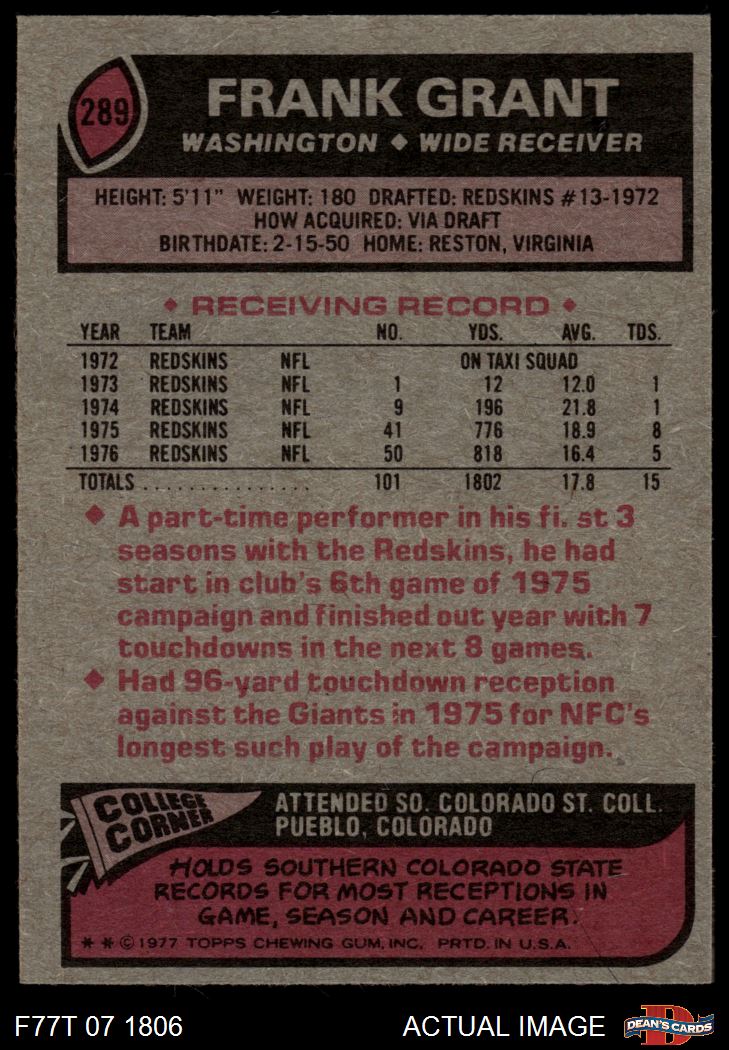 289
FRANK GRANT
WASHINGTON ◆ WIDE RECEIVER
HEIGHT: 5'11" WEIGHT: 180 DRAFTED: REDSKINS #13-1972
HOW ACQUIRED: VIA DRAFT
BIRTHDATE: 2-15-50 HOME: RESTON, VIRGINIA
◆ RECEIVING RECORD ◆
YEAR TEAM NO. YDS. AVG. TDS.
1972 REDSKINS NFL ON TAXI SQUAD
1973 REDSKINS NFL 1 12 12.0 1
1974 REDSKINS NFL 9 196 21.8 1
1975 REDSKINS NFL 41 776 18.9 8
1976 REDSKINS NFL 50 818 16.4 5
TOTALS ................ 101 1802 17.8 15
◆ A part-time performer in his fi. st 3
seasons with the Redskins, he had
start in club's 6th game of 1975
campaign and finished out year with 7
touchdowns in the next 8 games.
◆ Had 96-yard touchdown reception
against the Giants in 1975 for NFC's
longest such play of the campaign.
COLLEGE
CORNER
ATTENDED SO. COLORADO ST. COLL.
PUEBLO, COLORADO
HOLDS SOUTHERN COLORADO STATE
RECORDS FOR MOST RECEPTIONS IN
GAME, SEASON AND CAREER.
* * © 1977 TOPPS CHEWING GUM, INC. PRTD. IN U.S.A.
F77T 07 1806 ACTUAL IMAGE
D
DEAN'S CARDS